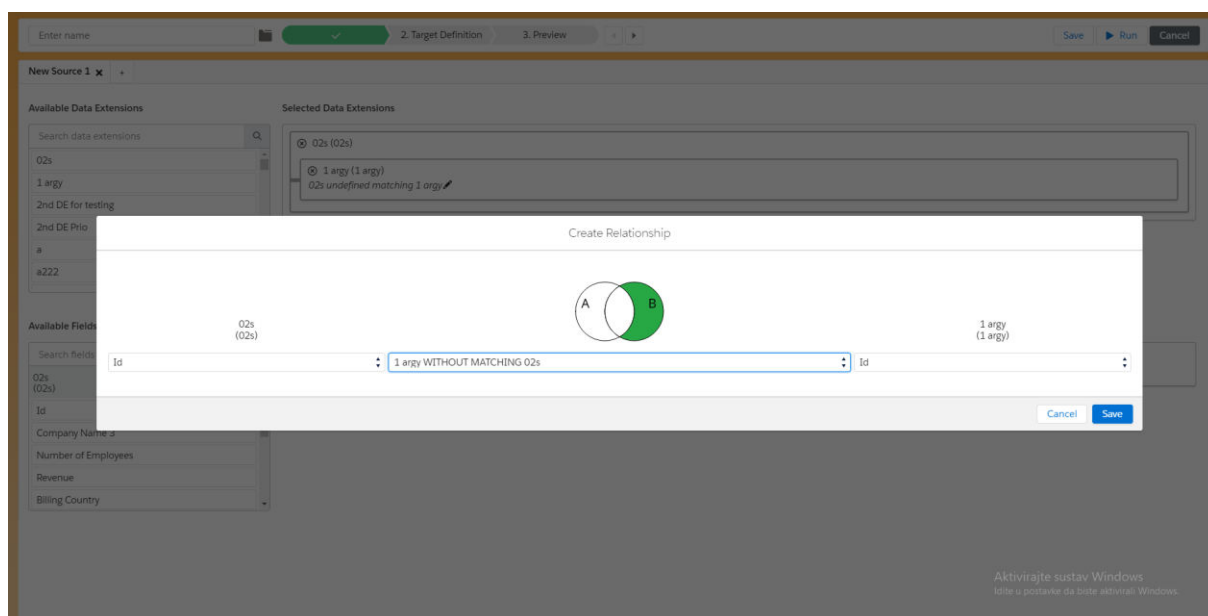 Enter name
2. Target Definition
3. Preview
Save
Run
Cancel
New Source 1 x +
Available Data Extensions
Search data extensions
02s
1 argy
2nd DE for testing
2nd DE Prio
a
a222
Selected Data Extensions
02s (02s)
1 argy (1 argy)
02s undefined matching 1 argy
Create Relationship
A B
02s
(02s)
1 argy
(1 argy)
Id
1 argy WITHOUT MATCHING 02s
Id
Cancel
Save
Available Fields
Search fields
02s
(02s)
Id
Company Name 3
Number of Employees
Revenue
Billing Country
Aktivirajte sustav Windows
Idite u postavke da biste aktivirali Windows.